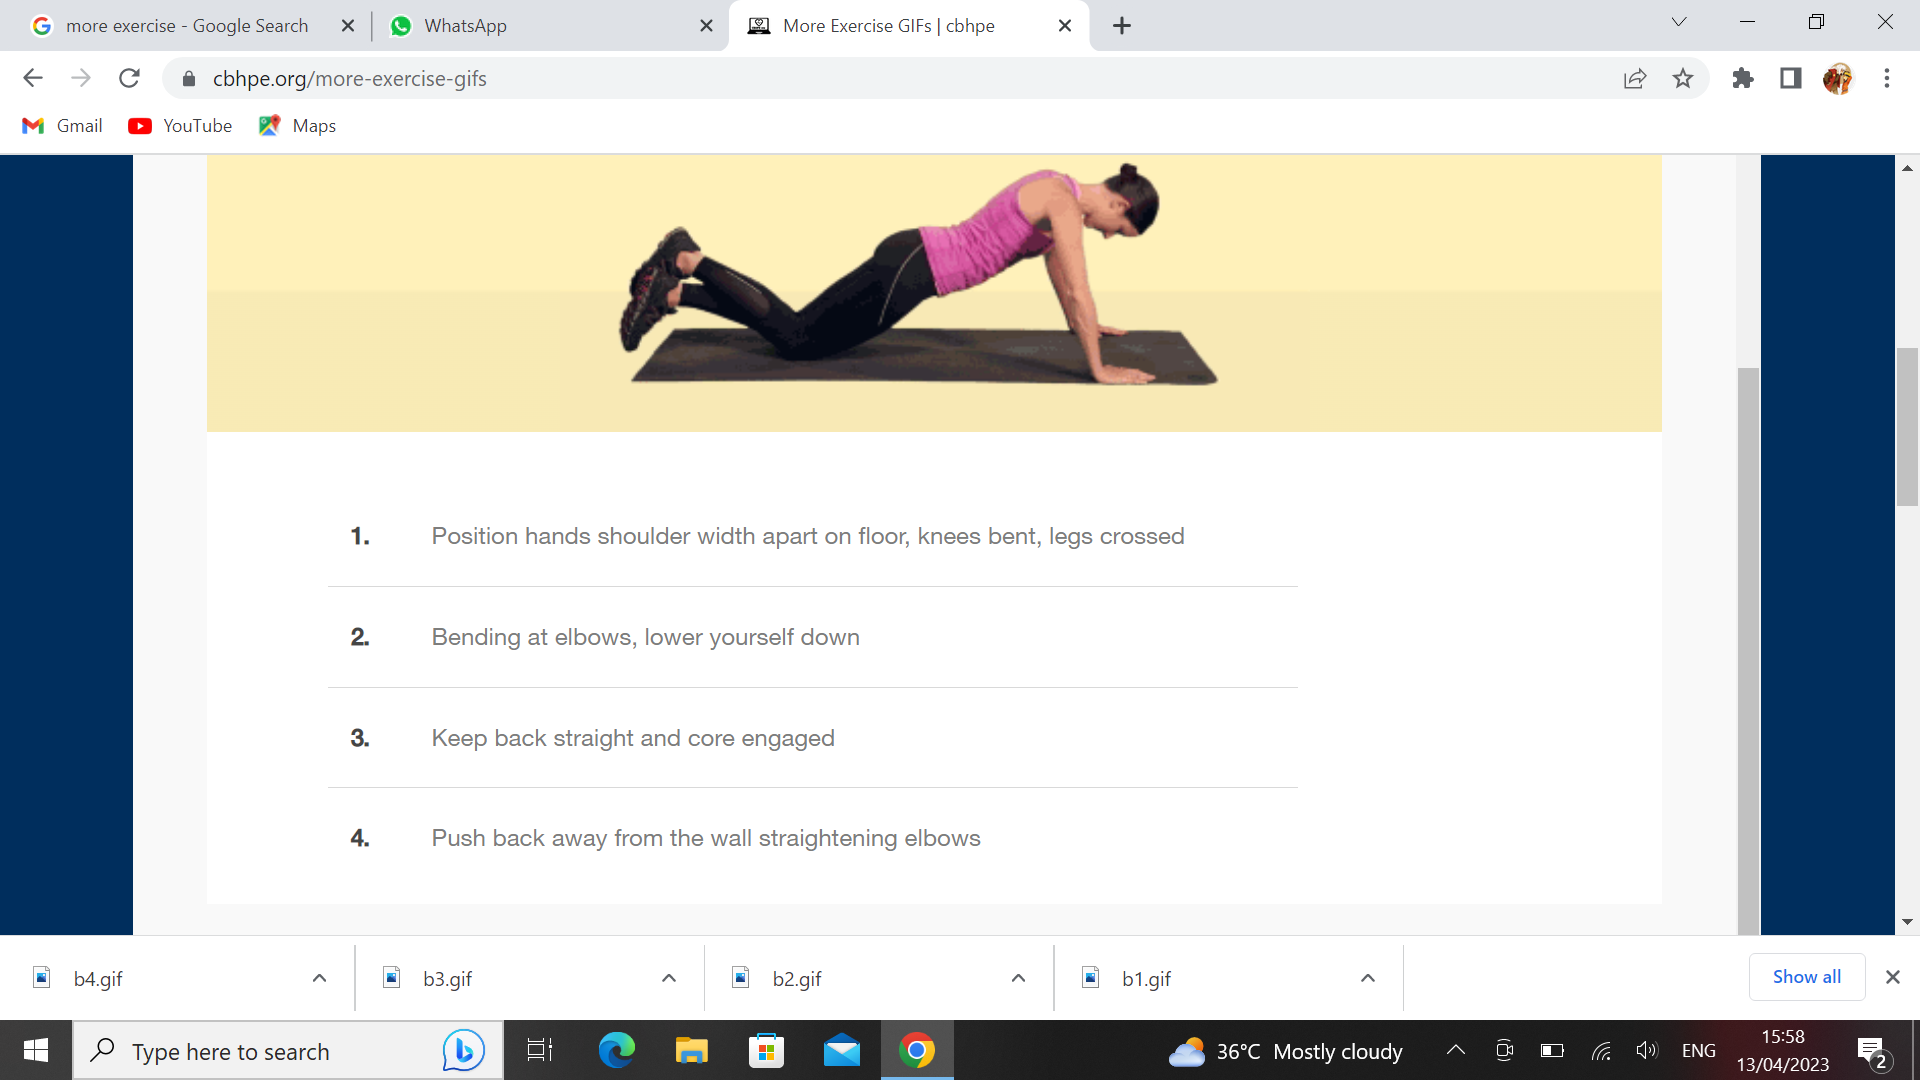 more exercise - Google Search
WhatsApp
More Exercise GIFs | cbhpe
cbhpe.org/more-exercise-gifs
Gmail
YouTube
Maps
1. Position hands shoulder width apart on floor, knees bent, legs crossed
2. Bending at elbows, lower yourself down
3. Keep back straight and core engaged
4. Push back away from the wall straightening elbows
b4.gif
b3.gif
b2.gif
b1.gif
Show all
Type here to search
36°C Mostly cloudy
ENG
15:58
13/04/2023
2